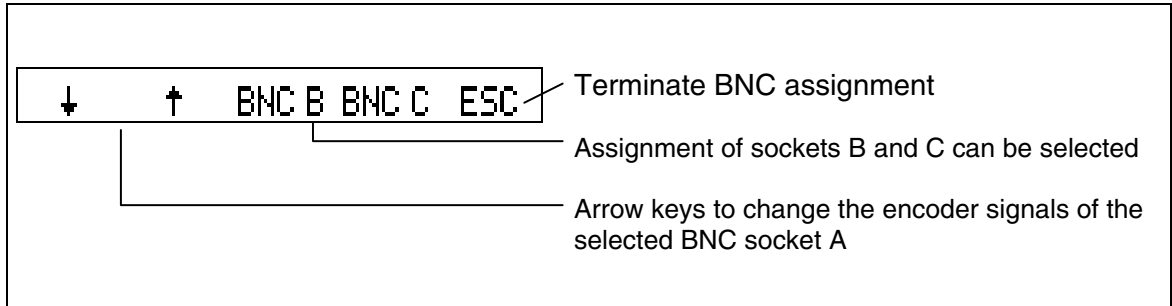 ↓ ↑ BNC B BNC C ESC
Terminate BNC assignment
Assignment of sockets B and C can be selected
Arrow keys to change the encoder signals of the
selected BNC socket A